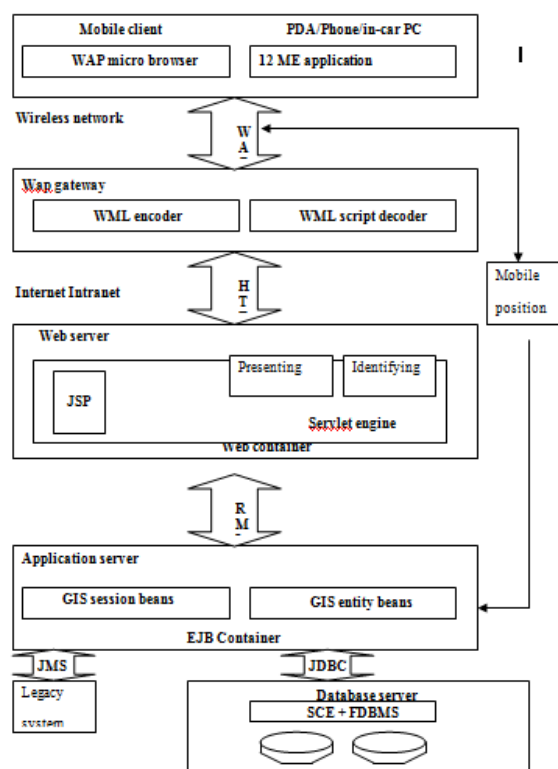 Mobile client
PDA/Phone/in-car PC
WAP micro browser
12 ME application
I
Wireless network
W
A
Wap gateway
WML encoder
WML script decoder
Internet Intranet
H
T
Mobile
position
Web server
Presenting
Identifying
JSP
Servlet engine
Web container
R
M
Application server
GIS session beans
GIS entity beans
EJB Container
JMS
JDBC
Legacy
system
Database server
SCE + FDBMS